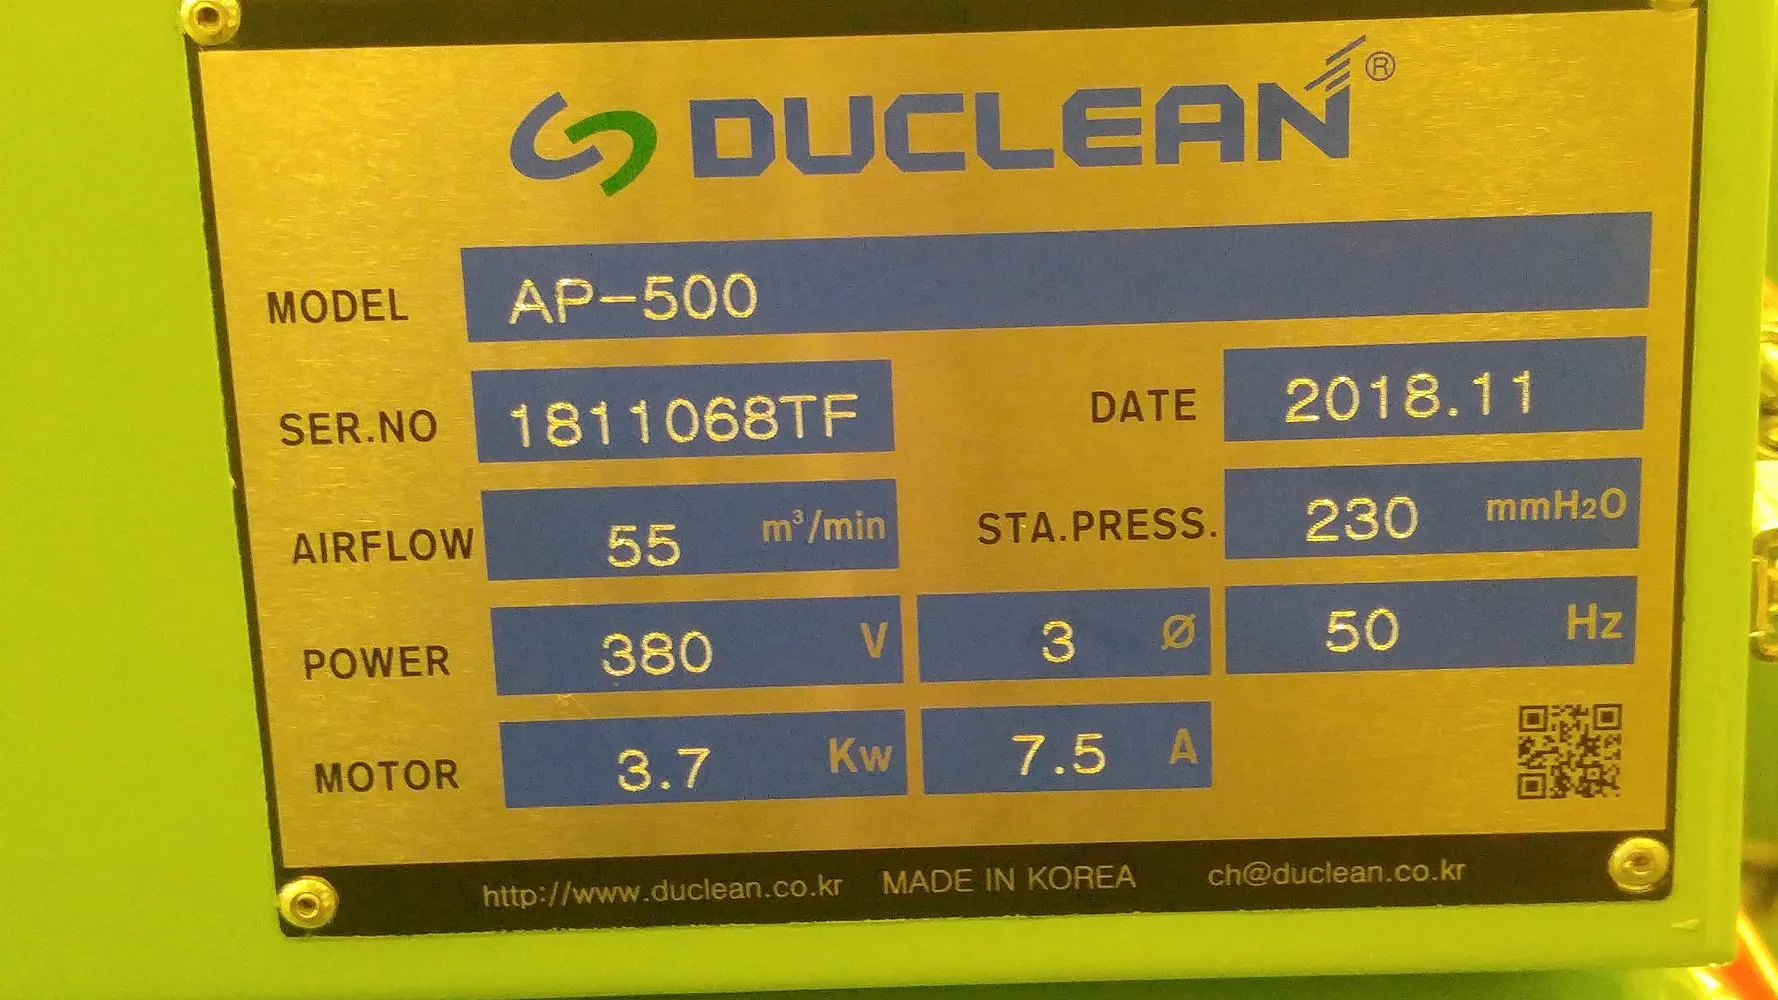 DUCLEAN®
MODEL AP-500
SER.NO 1811068TF DATE 2018.11
AIRFLOW 55 m³/min STA.PRESS. 230 mmH₂O
POWER 380 V 3 Ø 50 Hz
MOTOR 3.7 Kw 7.5 A
http://www.duclean.co.kr MADE IN KOREA ch@duclean.co.kr